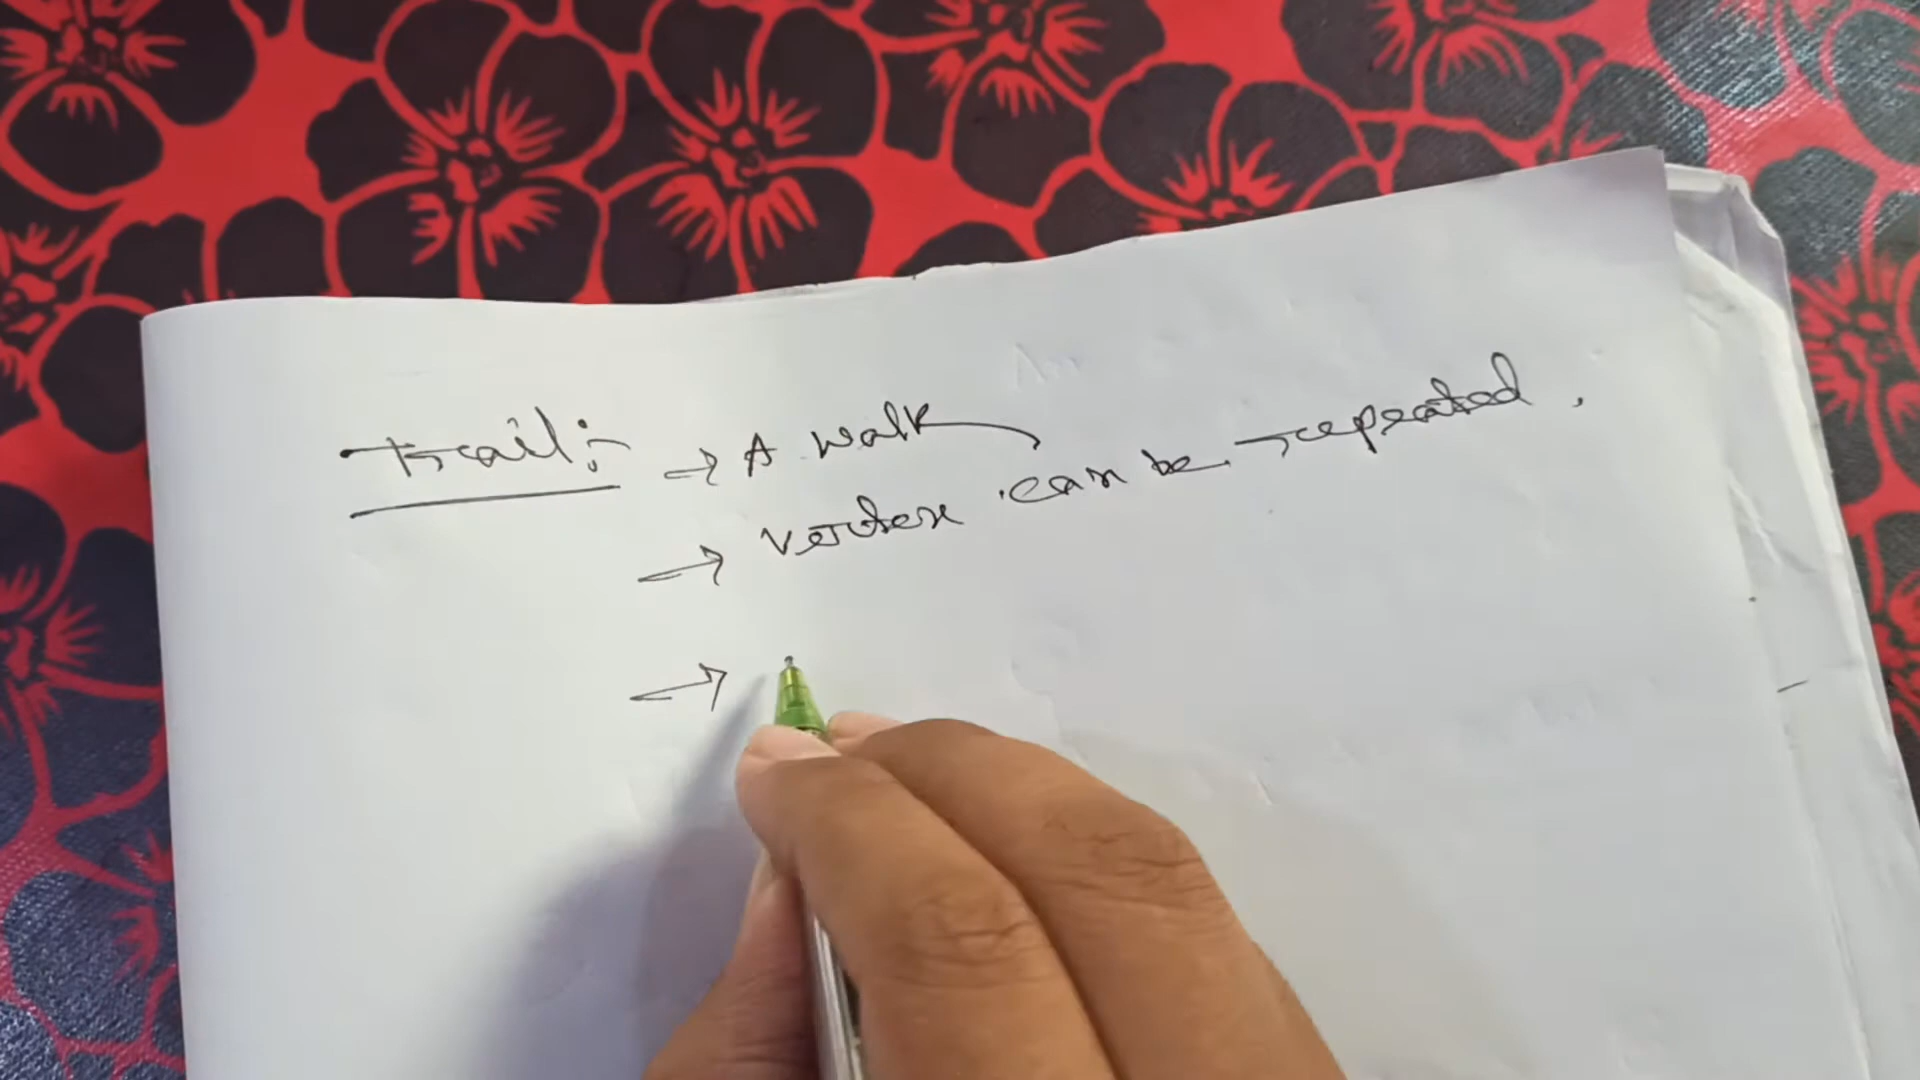 Trail :-
→ A walk
→ Vertex can be repeated.
→